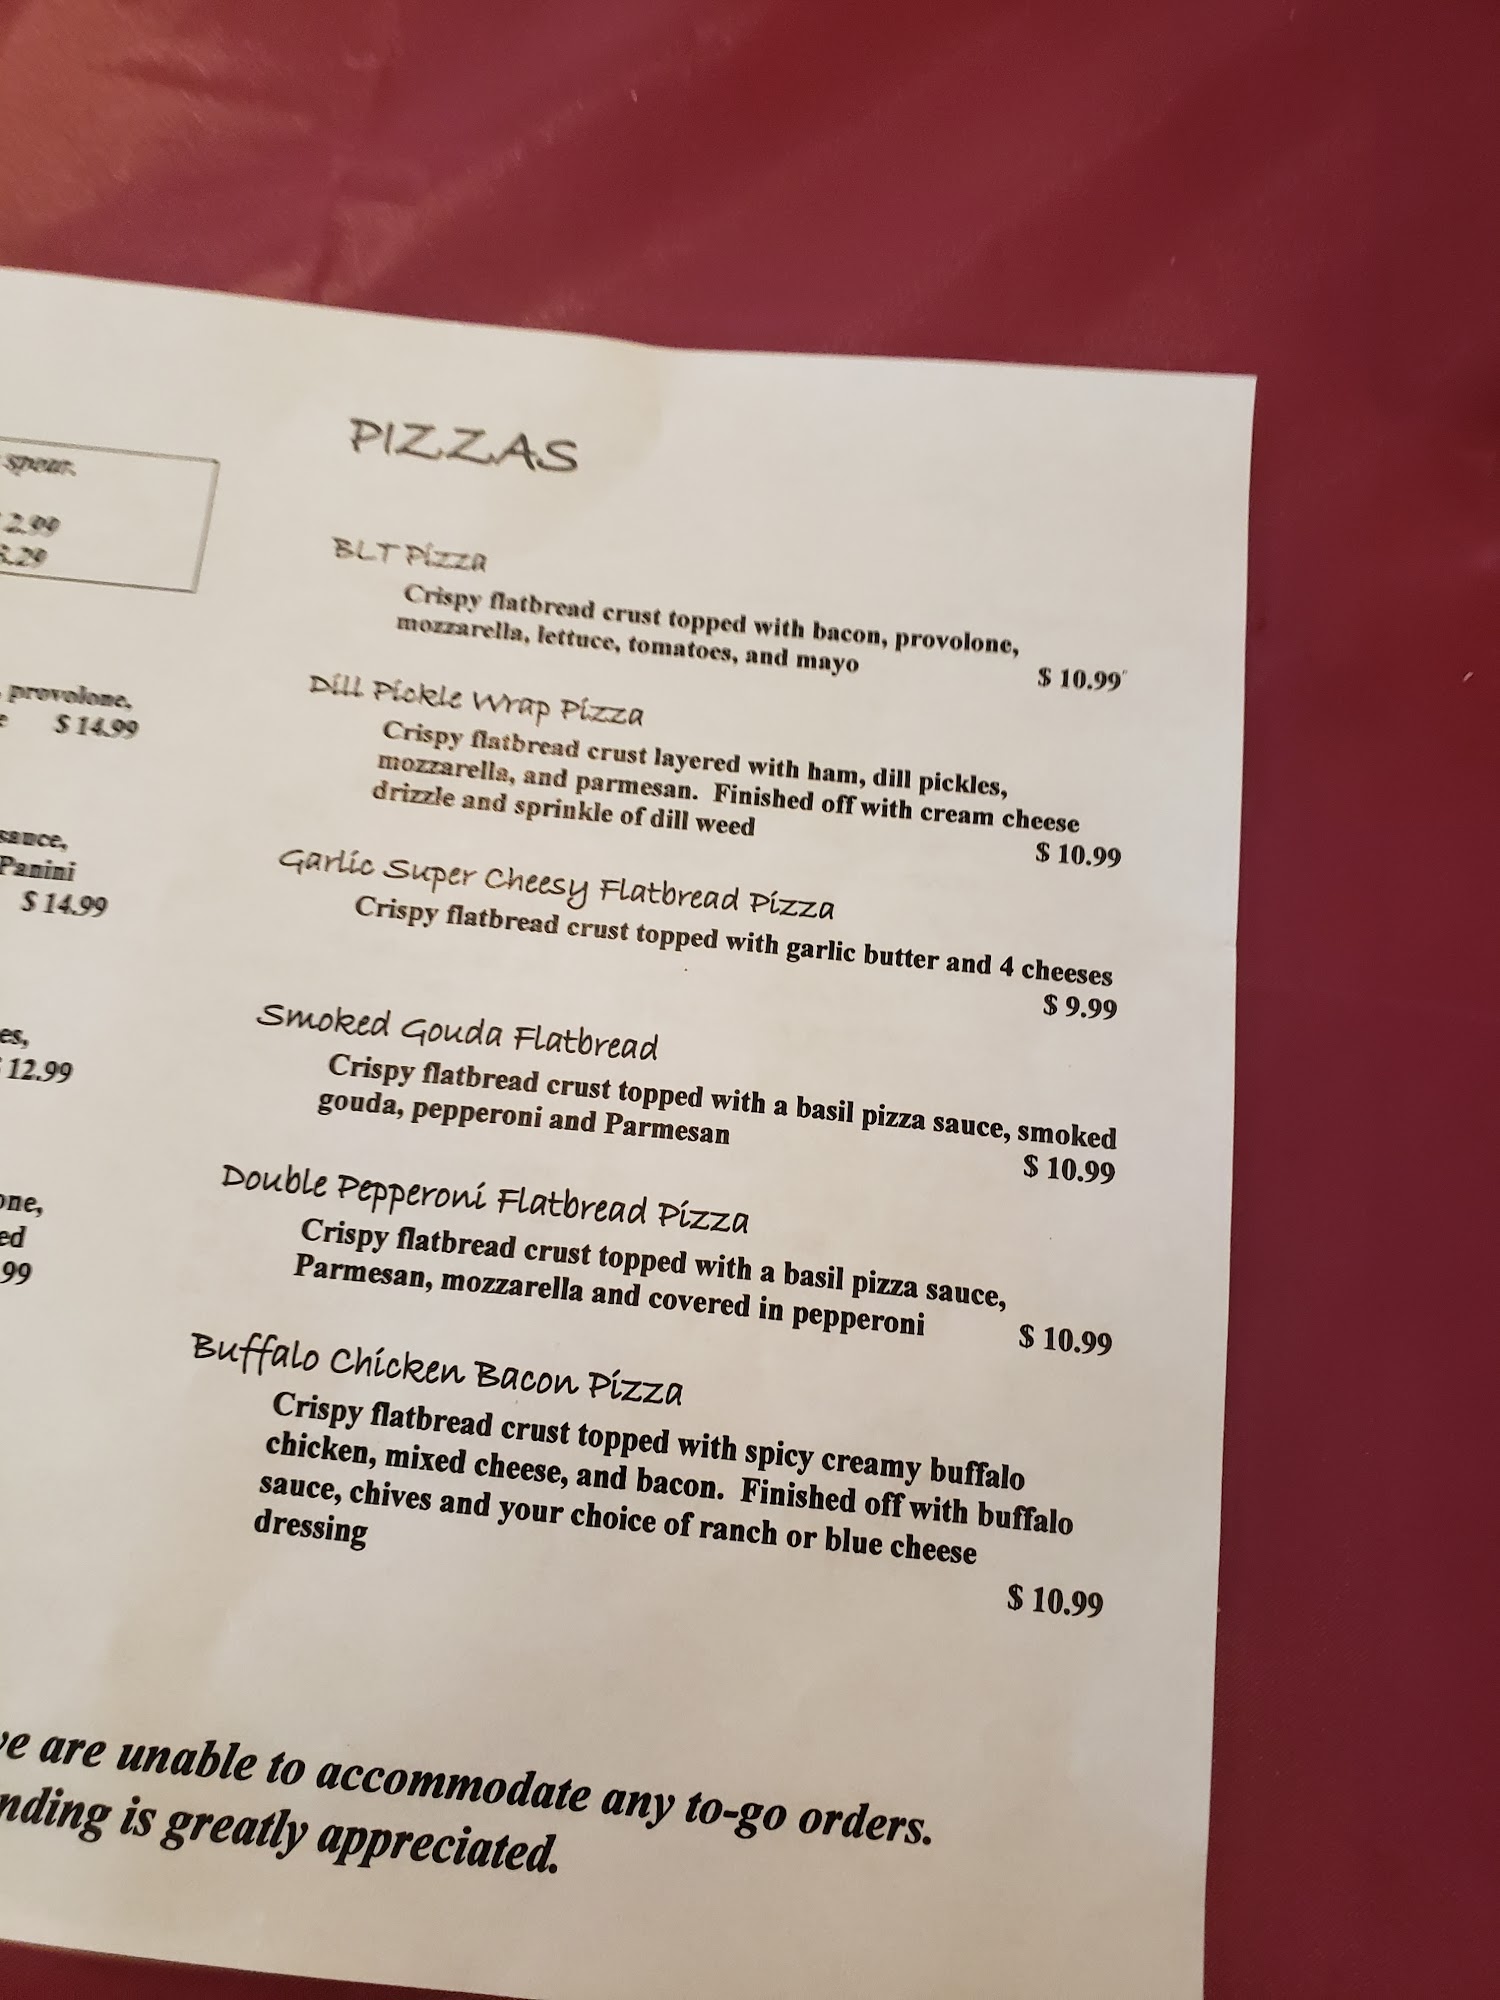 spour.
2.99
3.29
provolone,
$ 14.99
sauce,
Panini
$ 14.99
es,
12.99
one,
ed
.99
PIZZAS
BLT Pizza
Crispy flatbread crust topped with bacon, provolone,
mozzarella, lettuce, tomatoes, and mayo $ 10.99
Dill Pickle Wrap Pizza
Crispy flatbread crust layered with ham, dill pickles,
mozzarella, and parmesan. Finished off with cream cheese
drizzle and sprinkle of dill weed $ 10.99
Garlic Super Cheesy Flatbread Pizza
Crispy flatbread crust topped with garlic butter and 4 cheeses
$ 9.99
Smoked Gouda Flatbread
Crispy flatbread crust topped with a basil pizza sauce, smoked
gouda, pepperoni and Parmesan $ 10.99
Double Pepperoni Flatbread Pizza
Crispy flatbread crust topped with a basil pizza sauce,
Parmesan, mozzarella and covered in pepperoni $ 10.99
Buffalo Chicken Bacon Pizza
Crispy flatbread crust topped with spicy creamy buffalo
chicken, mixed cheese, and bacon. Finished off with buffalo
sauce, chives and your choice of ranch or blue cheese
dressing
$ 10.99
ve are unable to accommodate any to-go orders.
nding is greatly appreciated.